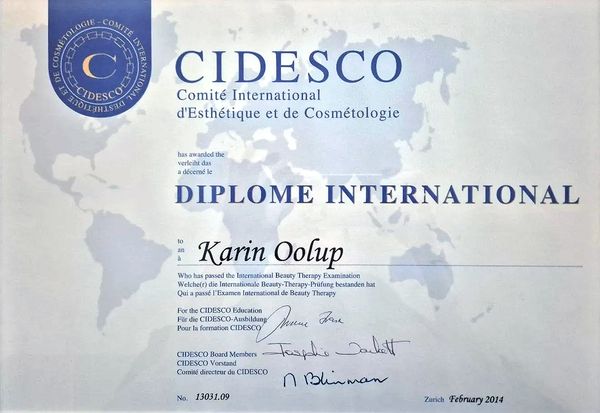 COMITÉ INTERNATIONAL D'ESTHÉTIQUE ET DE COSMÉTOLOGIE
C
CIDESCO
CIDESCO
Comité International
d'Esthétique et de Cosmétologie
has awarded the
verleiht das
a décerné le
DIPLOME INTERNATIONAL
to
an
à
Karin Oolup
Who has passed the International Beauty Therapy Examination
Welche(r) die Internationale Beauty-Therapie-Prüfung bestanden hat
Qui a passé l'Examen International de Beauty Therapy
For the CIDESCO Education
Für die CIDESCO-Ausbildung
Pour la formation CIDESCO
CIDESCO Board Members
CIDESCO Vorstand
Comité directeur du CIDESCO
No. 13031.09
Zurich February 2014